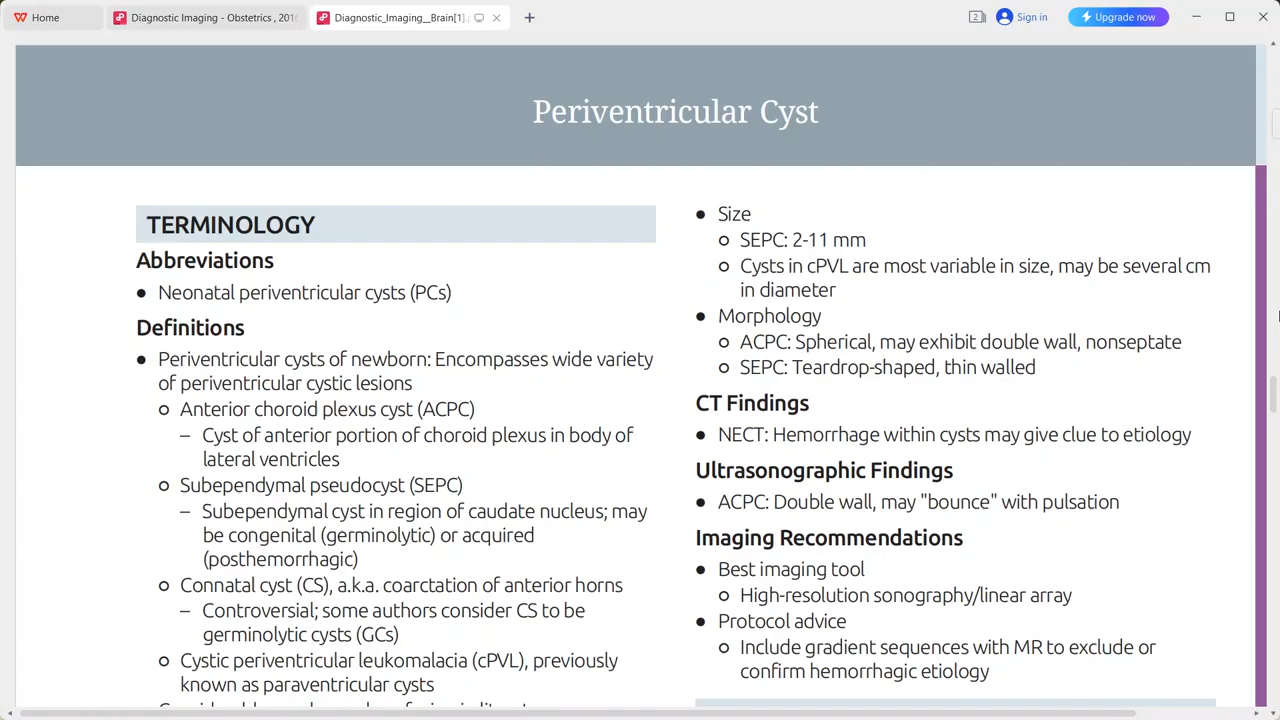 Home
Diagnostic Imaging - Obstetrics , 2016
Diagnostic_Imaging__Brain[1].
2
Sign in
Upgrade now
Periventricular Cyst
TERMINOLOGY
Abbreviations
● Neonatal periventricular cysts (PCs)
Definitions
● Periventricular cysts of newborn: Encompasses wide variety
of periventricular cystic lesions
○ Anterior choroid plexus cyst (ACPC)
– Cyst of anterior portion of choroid plexus in body of
lateral ventricles
○ Subependymal pseudocyst (SEPC)
– Subependymal cyst in region of caudate nucleus; may
be congenital (germinolytic) or acquired
(posthemorrhagic)
○ Connatal cyst (CS), a.k.a. coarctation of anterior horns
– Controversial; some authors consider CS to be
germinolytic cysts (GCs)
○ Cystic periventricular leukomalacia (cPVL), previously
known as paraventricular cysts
● Size
○ SEPC: 2-11 mm
○ Cysts in cPVL are most variable in size, may be several cm
in diameter
● Morphology
○ ACPC: Spherical, may exhibit double wall, nonseptate
○ SEPC: Teardrop-shaped, thin walled
CT Findings
● NECT: Hemorrhage within cysts may give clue to etiology
Ultrasonographic Findings
● ACPC: Double wall, may "bounce" with pulsation
Imaging Recommendations
● Best imaging tool
○ High-resolution sonography/linear array
● Protocol advice
○ Include gradient sequences with MR to exclude or
confirm hemorrhagic etiology